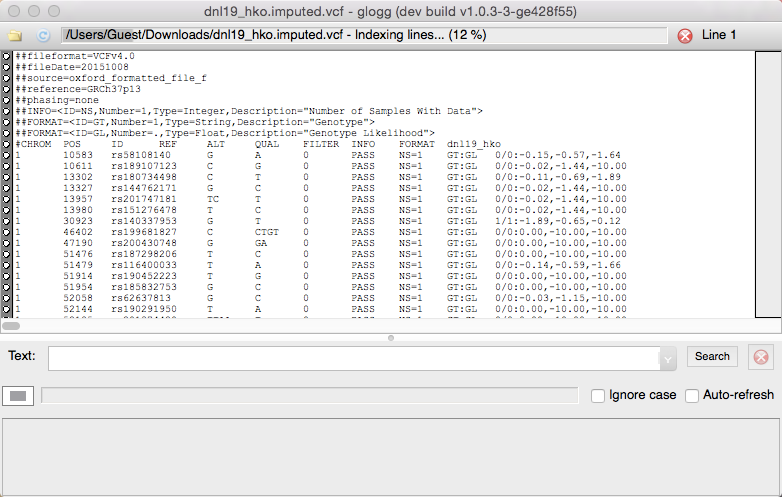 dnl19_hko.imputed.vcf - glogg (dev build v1.0.3-3-ge428f55)
/Users/Guest/Downloads/dnl19_hko.imputed.vcf - Indexing lines... (12 %) Line 1
##fileformat=VCFv4.0
##fileDate=20151008
##source=oxford_formatted_file_f
##reference=GRCh37p13
##phasing=none
##INFO=<ID=NS,Number=1,Type=Integer,Description="Number of Samples With Data">
##FORMAT=<ID=GT,Number=1,Type=String,Description="Genotype">
##FORMAT=<ID=GL,Number=.,Type=Float,Description="Genotype Likelihood">
#CHROM POS ID REF ALT QUAL FILTER INFO FORMAT dnl19_hko
1 10583 rs58108140 G A 0 PASS NS=1 GT:GL 0/0:-0.15,-0.57,-1.64
1 10611 rs189107123 C G 0 PASS NS=1 GT:GL 0/0:-0.02,-1.44,-10.00
1 13302 rs180734498 C T 0 PASS NS=1 GT:GL 0/0:-0.11,-0.69,-1.89
1 13327 rs144762171 G C 0 PASS NS=1 GT:GL 0/0:-0.02,-1.44,-10.00
1 13957 rs201747181 TC T 0 PASS NS=1 GT:GL 0/0:-0.02,-1.44,-10.00
1 13980 rs151276478 T C 0 PASS NS=1 GT:GL 0/0:-0.02,-1.44,-10.00
1 30923 rs140337953 G T 0 PASS NS=1 GT:GL 1/1:-1.89,-0.65,-0.12
1 46402 rs199681827 C CTGT 0 PASS NS=1 GT:GL 0/0:0.00,-10.00,-10.00
1 47190 rs200430748 G GA 0 PASS NS=1 GT:GL 0/0:0.00,-10.00,-10.00
1 51476 rs187298206 T C 0 PASS NS=1 GT:GL 0/0:0.00,-10.00,-10.00
1 51479 rs116400033 T A 0 PASS NS=1 GT:GL 0/0:-0.14,-0.59,-1.66
1 51914 rs190452223 T G 0 PASS NS=1 GT:GL 0/0:0.00,-10.00,-10.00
1 51954 rs185832753 G C 0 PASS NS=1 GT:GL 0/0:0.00,-10.00,-10.00
1 52058 rs62637813 G C 0 PASS NS=1 GT:GL 0/0:-0.03,-1.15,-10.00
1 52144 rs190291950 T A 0 PASS NS=1 GT:GL 0/0:0.00,-10.00,-10.00
Text: Search
Ignore case Auto-refresh